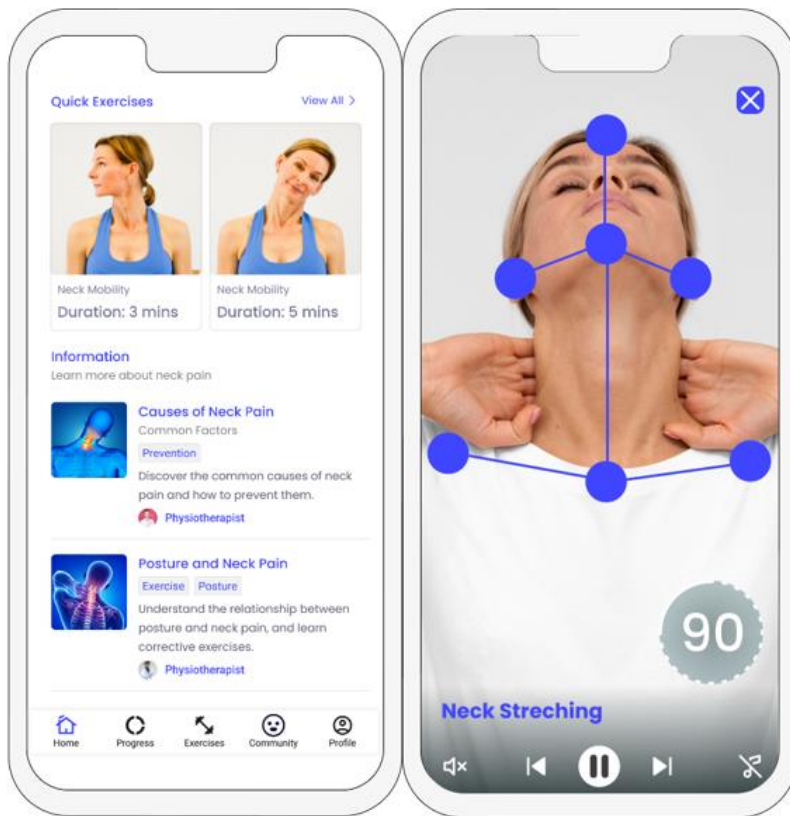 Quick Exercises
View All >
Neck Mobility
Duration: 3 mins
Neck Mobility
Duration: 5 mins
Information
Learn more about neck pain
Causes of Neck Pain
Common Factors
Prevention
Discover the common causes of neck
pain and how to prevent them.
Physiotherapist
Posture and Neck Pain
Exercise Posture
Understand the relationship between
posture and neck pain, and learn
corrective exercises.
Physiotherapist
Home Progress Exercises Community Profile
90
Neck Streching